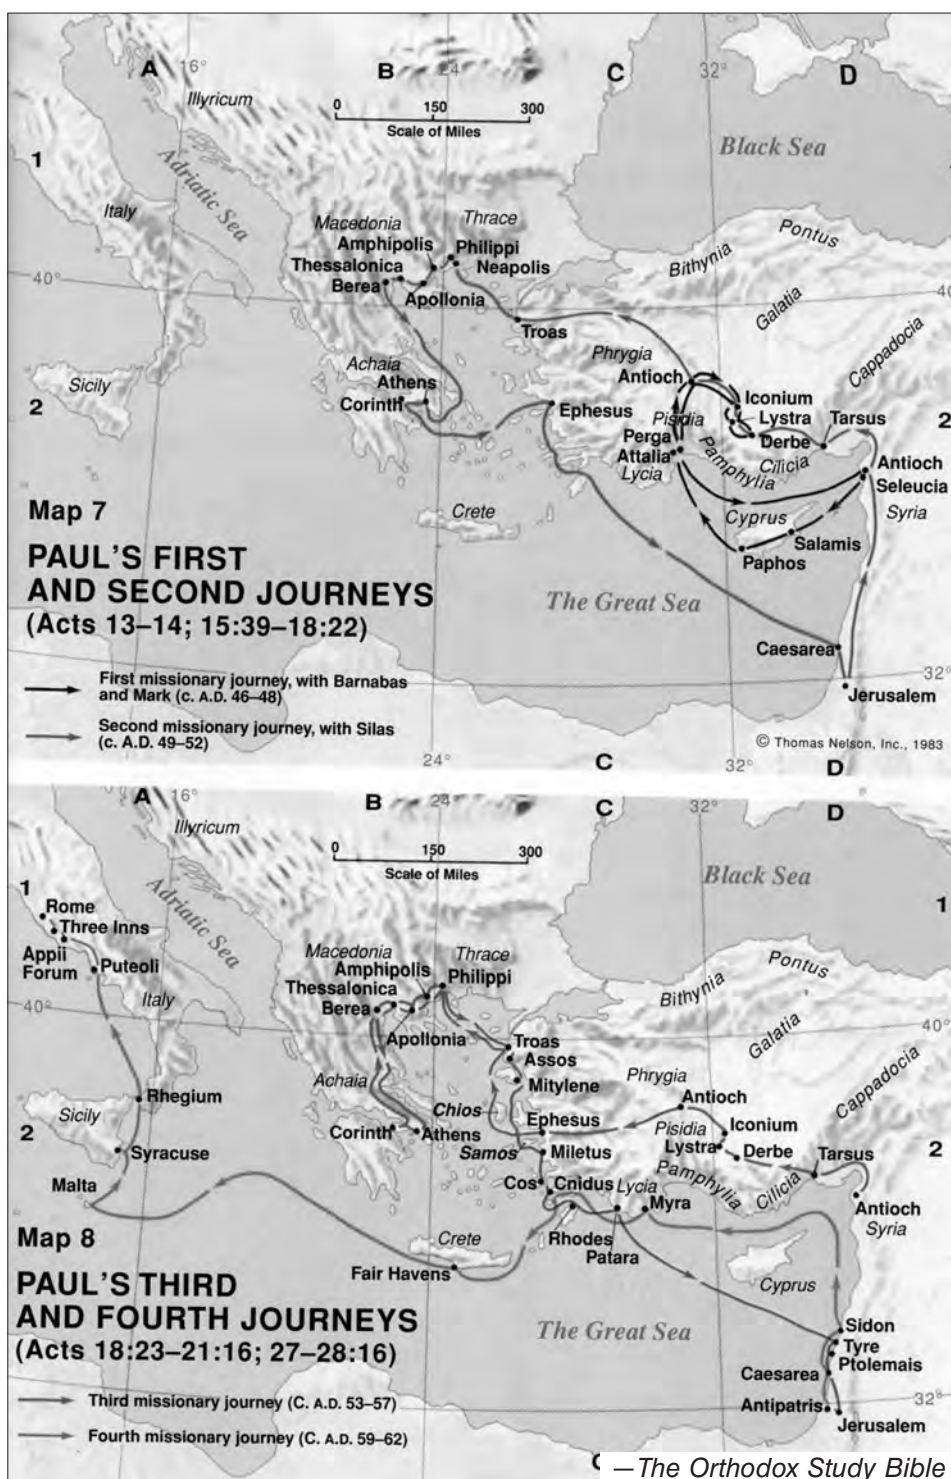 A
16°
B
24°
C
32°
D
Illyricum
0 150 300
Scale of Miles
Black Sea
1
Adriatic Sea
Italy
Macedonia
Thrace
Amphipolis
Philippi
Thessalonica
Neapolis
Berea
Apollonia
Bithynia
Pontus
40°
40
Troas
Galatia
Phrygia
Cappadocia
Achaia
Athens
Antioch
Sicily
2
Corinth
Ephesus
Iconium
Pisidia
Lystra
Tarsus
2
Perga
Derbe
Attalia
Pamphylia
Cilicia
Antioch
Lycia
Seleucia
Map 7
Crete
Cyprus
Syria
Salamis
PAUL'S FIRST
AND SECOND JOURNEYS
(Acts 13–14; 15:39–18:22)
Paphos
The Great Sea
Caesarea
32°
First missionary journey, with Barnabas
and Mark (c. A.D. 46–48)
Jerusalem
Second missionary journey, with Silas
(c. A.D. 49–52)
© Thomas Nelson, Inc., 1983
24°
C
32°
D
A
16°
B
24
C
32°
D
Illyricum
0 150 300
Scale of Miles
Black Sea
1
1
Rome
Three Inns
Adriatic Sea
Appii
Forum
Puteoli
Italy
Macedonia
Thrace
Amphipolis
Philippi
Thessalonica
Berea
Apollonia
Bithynia
Pontus
40°
40°
Troas
Assos
Galatia
Mitylene
Phrygia
Cappadocia
Achaia
Chios
Antioch
Rhegium
Sicily
2
Ephesus
Iconium
Corinth
Athens
Pisidia
Syracuse
Samos
Miletus
Lystra
Derbe
Tarsus
2
Malta
Cos
Cnidus
Lycia
Pamphylia
Cilicia
Myra
Antioch
Syria
Map 8
Crete
Rhodes
Patara
Fair Havens
Cyprus
PAUL'S THIRD
AND FOURTH JOURNEYS
(Acts 18:23–21:16; 27–28:16)
The Great Sea
Sidon
Tyre
Ptolemais
Caesarea
Third missionary journey (C. A.D. 53–57)
Antipatris
32°
Jerusalem
Fourth missionary journey (C. A.D. 59–62)
—The Orthodox Study Bible